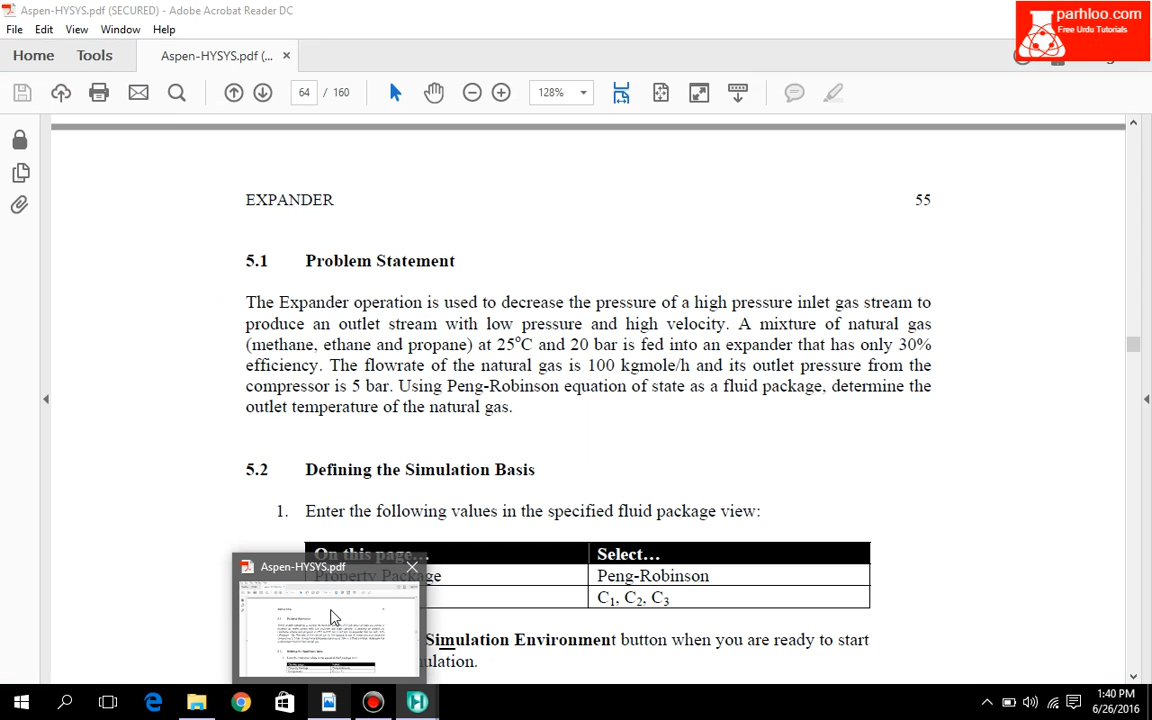 Aspen-HYSYS.pdf (SECURED) - Adobe Acrobat Reader DC
parhloo.com
Free Urdu Tutorials
File Edit View Window Help
Home Tools Aspen-HYSYS.pdf (... ×
64 / 160 128%
EXPANDER 55
5.1 Problem Statement
The Expander operation is used to decrease the pressure of a high pressure inlet gas stream to
produce an outlet stream with low pressure and high velocity. A mixture of natural gas
(methane, ethane and propane) at 25°C and 20 bar is fed into an expander that has only 30%
efficiency. The flowrate of the natural gas is 100 kgmole/h and its outlet pressure from the
compressor is 5 bar. Using Peng-Robinson equation of state as a fluid package, determine the
outlet temperature of the natural gas.
5.2 Defining the Simulation Basis
1. Enter the following values in the specified fluid package view:
On this page... Select...
Aspen-HYSYS.pdf
Property Package Peng-Robinson
C₁, C₂, C₃
Simulation Environment button when you are ready to start
1:40 PM
6/26/2016